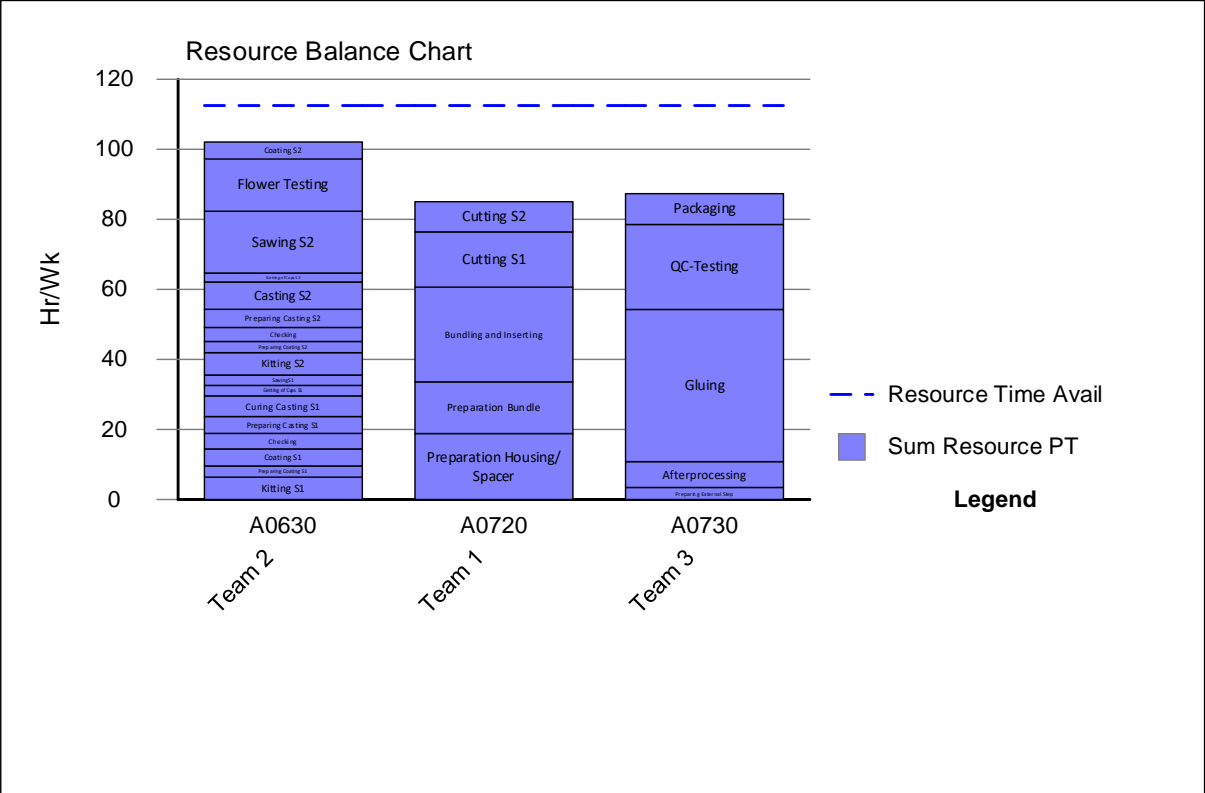 Resource Balance Chart
120
100
80
60
40
20
0
Hr/Wk
Coating S2
Flower Testing
Sawing S2
Casting S2
Preparing Casting S2
Checking
Preparing Coating S2
Kitting S2
Sawing S1
Getting of Cups S1
Curing Casting S1
Preparing Casting S1
Checking
Coating S1
Preparing Coating S1
Kitting S1
Cutting S2
Cutting S1
Bundling and Inserting
Preparation Bundle
Preparation Housing/
Spacer
Packaging
QC-Testing
Gluing
Afterprocessing
Preparing External Step
A0630
A0720
A0730
Team 2
Team 1
Team 3
Resource Time Avail
Sum Resource PT
Legend